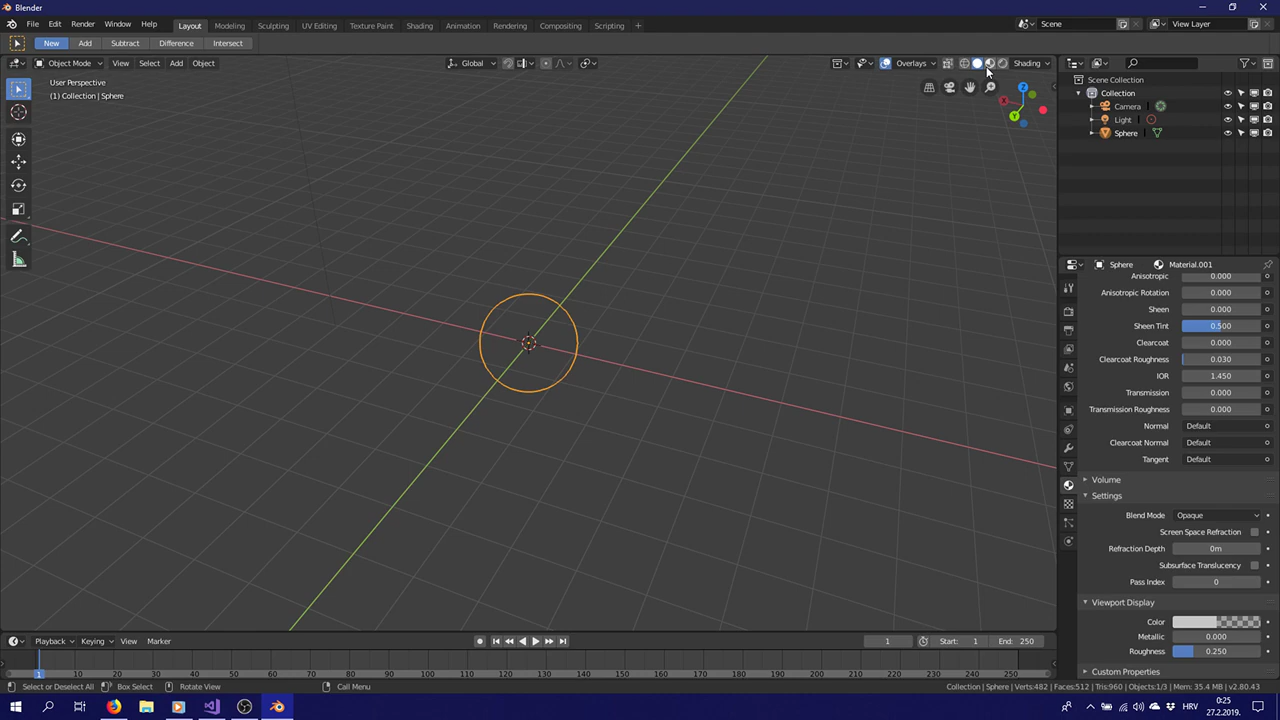 Blender
File Edit Render Window Help Layout Modeling Sculpting UV Editing Texture Paint Shading Animation Rendering Compositing Scripting + Scene View Layer
New Add Subtract Difference Intersect
Object Mode View Select Add Object Global Overlays Shading
User Perspective
(1) Collection | Sphere
Z
X
Y
Scene Collection
Collection
Camera
Light
Sphere
Sphere Material.001
Anisotropic 0.000
Anisotropic Rotation 0.000
Sheen 0.000
Sheen Tint 0.500
Clearcoat 0.000
Clearcoat Roughness 0.030
IOR 1.450
Transmission 0.000
Transmission Roughness 0.000
Normal Default
Clearcoat Normal Default
Tangent Default
Volume
Settings
Blend Mode Opaque
Screen Space Refraction
Refraction Depth 0m
Subsurface Translucency
Pass Index 0
Viewport Display
Color
Metallic 0.000
Roughness 0.250
Custom Properties
Playback Keying View Marker 1 Start: 1 End: 250
1 10 20 30 40 50 60 70 80 90 100 110 120 130 140 150 160 170 180 190 200 210 220 230 240 250
Select or Deselect All Box Select Rotate View Call Menu Collection | Sphere | Verts:482 | Faces:512 | Tris:960 | Objects:1/3 | Mem: 35.4 MB | v2.80.43
HRV 0:25
27.2.2019.